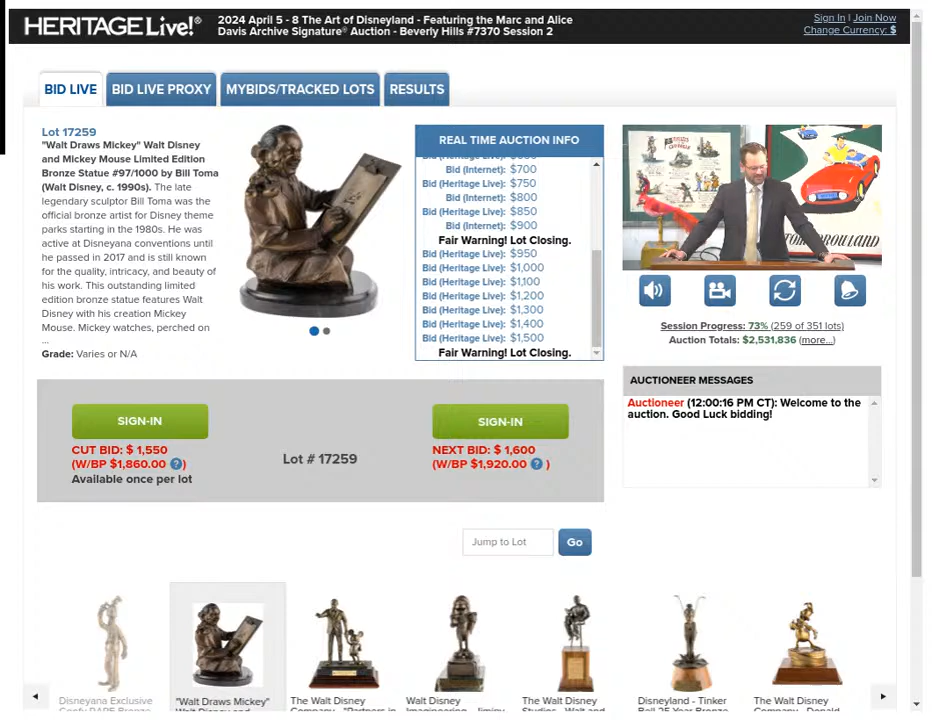 HERITAGE Live!®
2024 April 5 - 8 The Art of Disneyland - Featuring the Marc and Alice
Davis Archive Signature® Auction - Beverly Hills #7370 Session 2
Sign In | Join Now
Change Currency: $
BID LIVE
BID LIVE PROXY
MYBIDS/TRACKED LOTS
RESULTS
Lot 17259
"Walt Draws Mickey" Walt Disney
and Mickey Mouse Limited Edition
Bronze Statue #97/1000 by Bill Toma
(Walt Disney, c. 1990s). The late
legendary sculptor Bill Toma was the
official bronze artist for Disney theme
parks starting in the 1980s. He was
active at Disneyana conventions until
he passed in 2017 and is still known
for the quality, intricacy, and beauty of
his work. This outstanding limited
edition bronze statue features Walt
Disney with his creation Mickey
Mouse. Mickey watches, perched on
...
Grade: Varies or N/A
REAL TIME AUCTION INFO
Bid (Internet): $700
Bid (Heritage Live): $750
Bid (Internet): $800
Bid (Heritage Live): $850
Bid (Internet): $900
Fair Warning! Lot Closing.
Bid (Heritage Live): $950
Bid (Heritage Live): $1,000
Bid (Heritage Live): $1,100
Bid (Heritage Live): $1,200
Bid (Heritage Live): $1,300
Bid (Heritage Live): $1,400
Bid (Heritage Live): $1,500
Fair Warning! Lot Closing.
Session Progress: 73% (259 of 351 lots)
Auction Totals: $2,531,836 (more...)
AUCTIONEER MESSAGES
Auctioneer (12:00:16 PM CT): Welcome to the
auction. Good Luck bidding!
SIGN-IN
CUT BID: $ 1,550
(W/BP $1,860.00 ?)
Available once per lot
Lot # 17259
SIGN-IN
NEXT BID: $ 1,600
(W/BP $1,920.00 ? )
Jump to Lot
Go
Disneyana Exclusive
"Walt Draws Mickey"
The Walt Disney
Walt Disney
The Walt Disney
Disneyland - Tinker
The Walt Disney